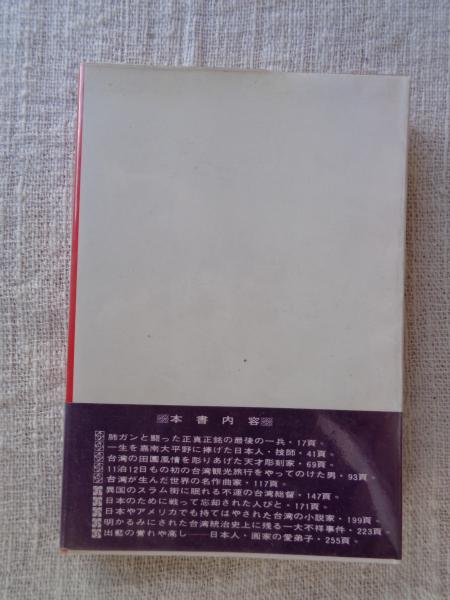 本書内容
肺ガンと闘った正真正銘の最後の一兵・17頁。
一生を嘉南大平野に捧げた日本人・技師・41頁。
台湾の田園風情を彫りあげた天才彫刻家・69頁。
11泊12日もの初の台湾観光旅行をやってのけた男・93頁。
台湾が生んだ世界の名作曲家・117頁。
異国のスラム街に眠れる不運の台湾総督・147頁。
日本のために戦って忘却された人びと・171頁。
日本やアメリカでも持てはやされた台湾の小説家・199頁。
明かるみにされた台湾統治史上に残る一大不祥事件・223頁。
出藍の誉れや高し——日本人・画家の愛弟子・255頁。